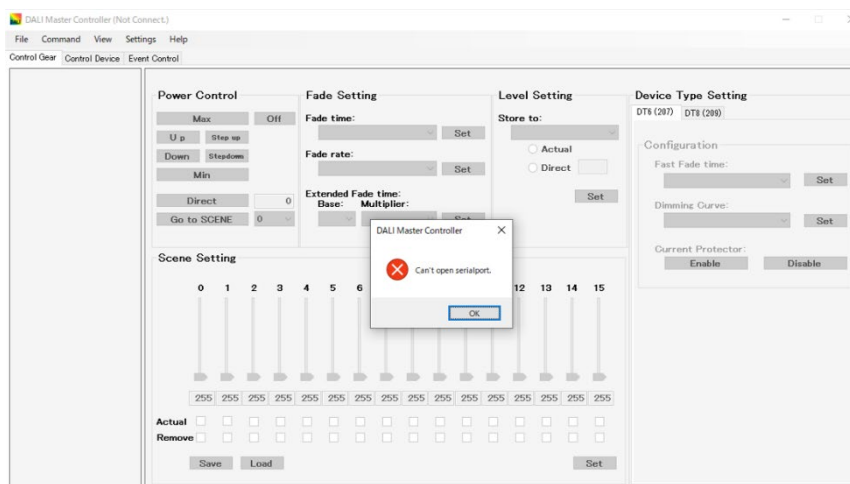 DALI Master Controller (Not Connect.)
File Command View Settings Help
Control Gear Control Device Event Control
Power Control
Max Off
Up Step up
Down Stepdown
Min
Direct 0
Go to SCENE 0
Fade Setting
Fade time:
Set
Fade rate:
Set
Extended Fade time:
Base: Multiplier:
Level Setting
Store to:
Actual
Direct
Set
Device Type Setting
DT6 (207) DT8 (209)
Configuration
Fast Fade time:
Set
Dimming Curve:
Set
Current Protector:
Enable Disable
DALI Master Controller
Can't open serialport.
OK
Scene Setting
0 1 2 3 4 5 6 12 13 14 15
255 255 255 255 255 255 255 255 255 255 255 255 255 255 255 255
Actual
Remove
Save Load Set